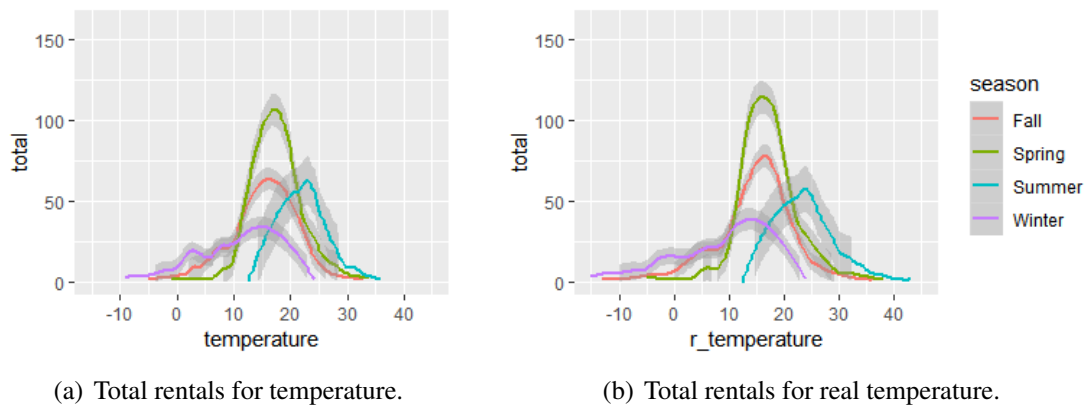 150
100
50
0
total
-10 0 10 20 30 40
temperature
150
100
50
0
total
-10 0 10 20 30 40
r_temperature
season
Fall
Spring
Summer
Winter
(a) Total rentals for temperature.
(b) Total rentals for real temperature.